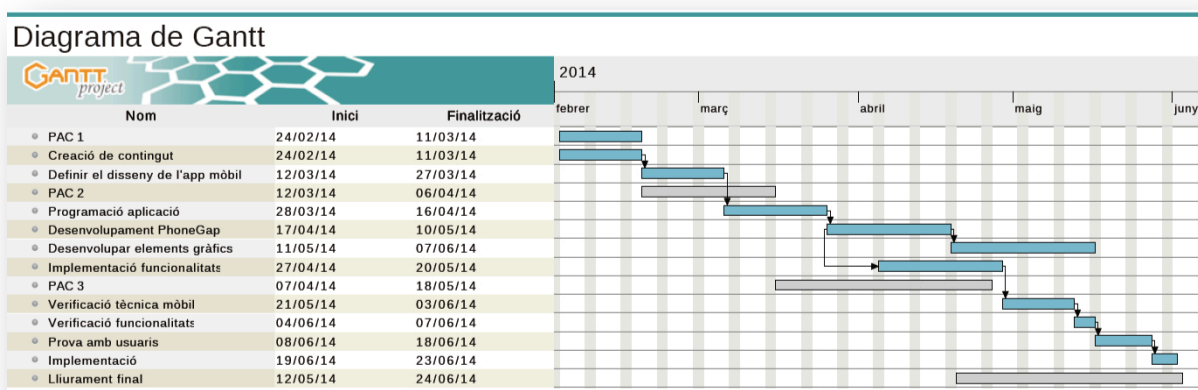 Diagrama de Gantt
GANTT
project
2014
febrer març abril maig juny
Nom Inici Finalització
PAC 1 24/02/14 11/03/14
Creació de contingut 24/02/14 11/03/14
Definir el disseny de l'app mòbil 12/03/14 27/03/14
PAC 2 12/03/14 06/04/14
Programació aplicació 28/03/14 16/04/14
Desenvolupament PhoneGap 17/04/14 10/05/14
Desenvolupar elements gràfics 11/05/14 07/06/14
Implementació funcionalitats 27/04/14 20/05/14
PAC 3 07/04/14 18/05/14
Verificació tècnica mòbil 21/05/14 03/06/14
Verificació funcionalitats 04/06/14 07/06/14
Prova amb usuaris 08/06/14 18/06/14
Implementació 19/06/14 23/06/14
Lliurament final 12/05/14 24/06/14